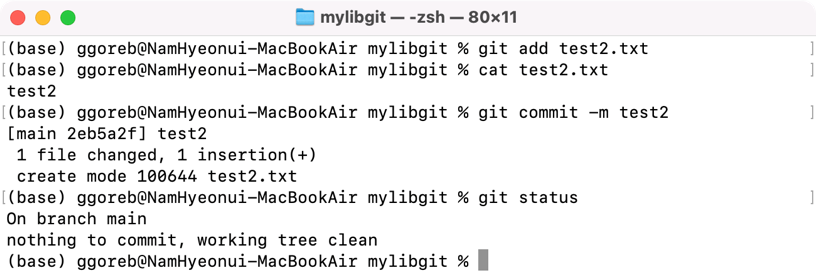 mylibgit — -zsh — 80×11
[(base) ggoreb@NamHyeonui-MacBookAir mylibgit % git add test2.txt ]
[(base) ggoreb@NamHyeonui-MacBookAir mylibgit % cat test2.txt ]
test2
[(base) ggoreb@NamHyeonui-MacBookAir mylibgit % git commit -m test2 ]
[main 2eb5a2f] test2
 1 file changed, 1 insertion(+)
 create mode 100644 test2.txt
[(base) ggoreb@NamHyeonui-MacBookAir mylibgit % git status ]
On branch main
nothing to commit, working tree clean
(base) ggoreb@NamHyeonui-MacBookAir mylibgit %